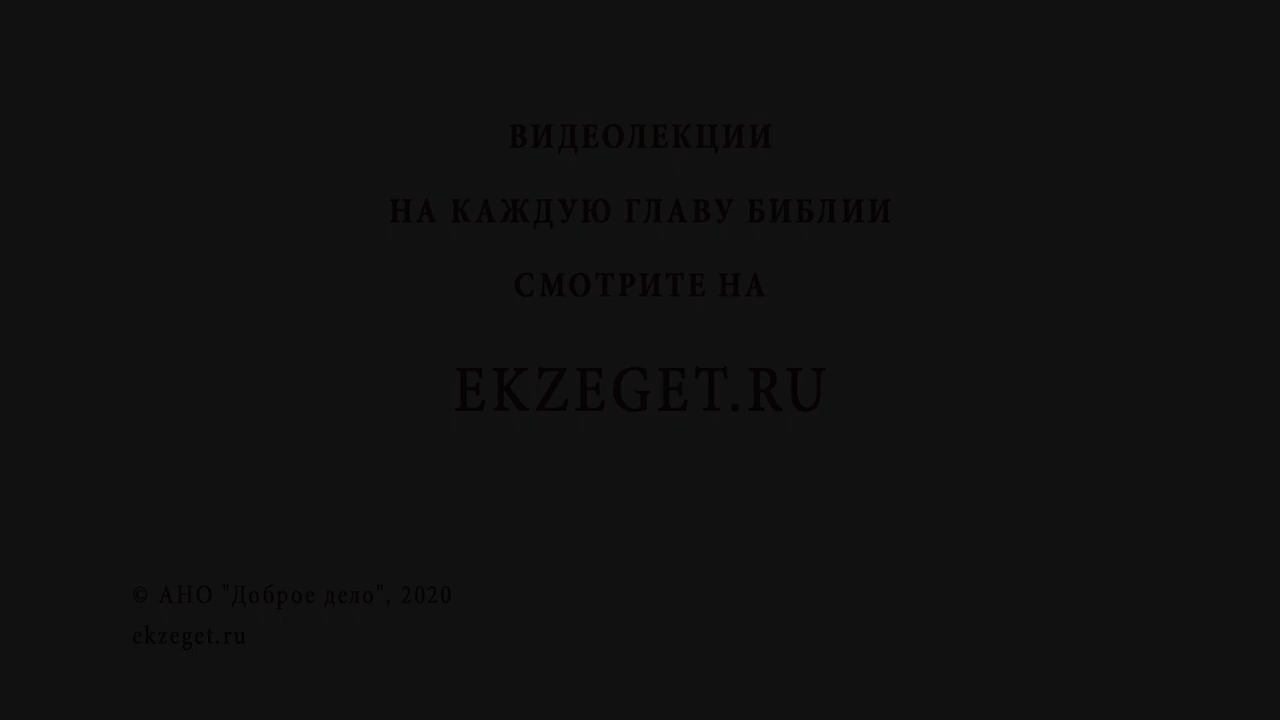 ВИДЕОЛЕКЦИИ
НА КАЖДУЮ ГЛАВУ БИБЛИИ
СМОТРИТЕ НА
EKZEGET.RU
© АНО "Доброе дело", 2020
ekzeget.ru